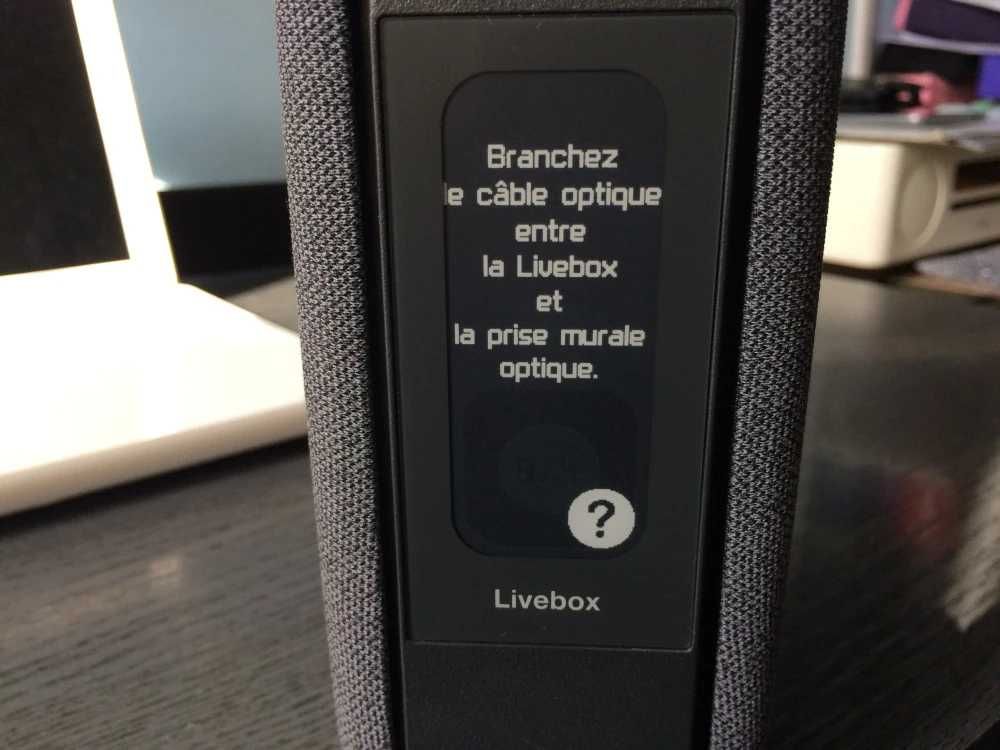 Branchez
le câble optique
entre
la Livebox
et
la prise murale
optique.
?
Livebox